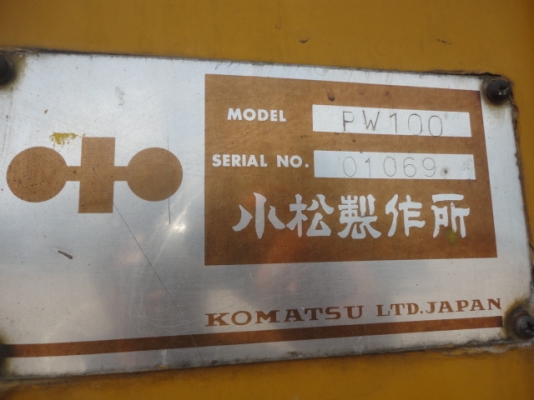 MODEL PW100
SERIAL NO. 01069
小松製作所
KOMATSU LTD. JAPAN